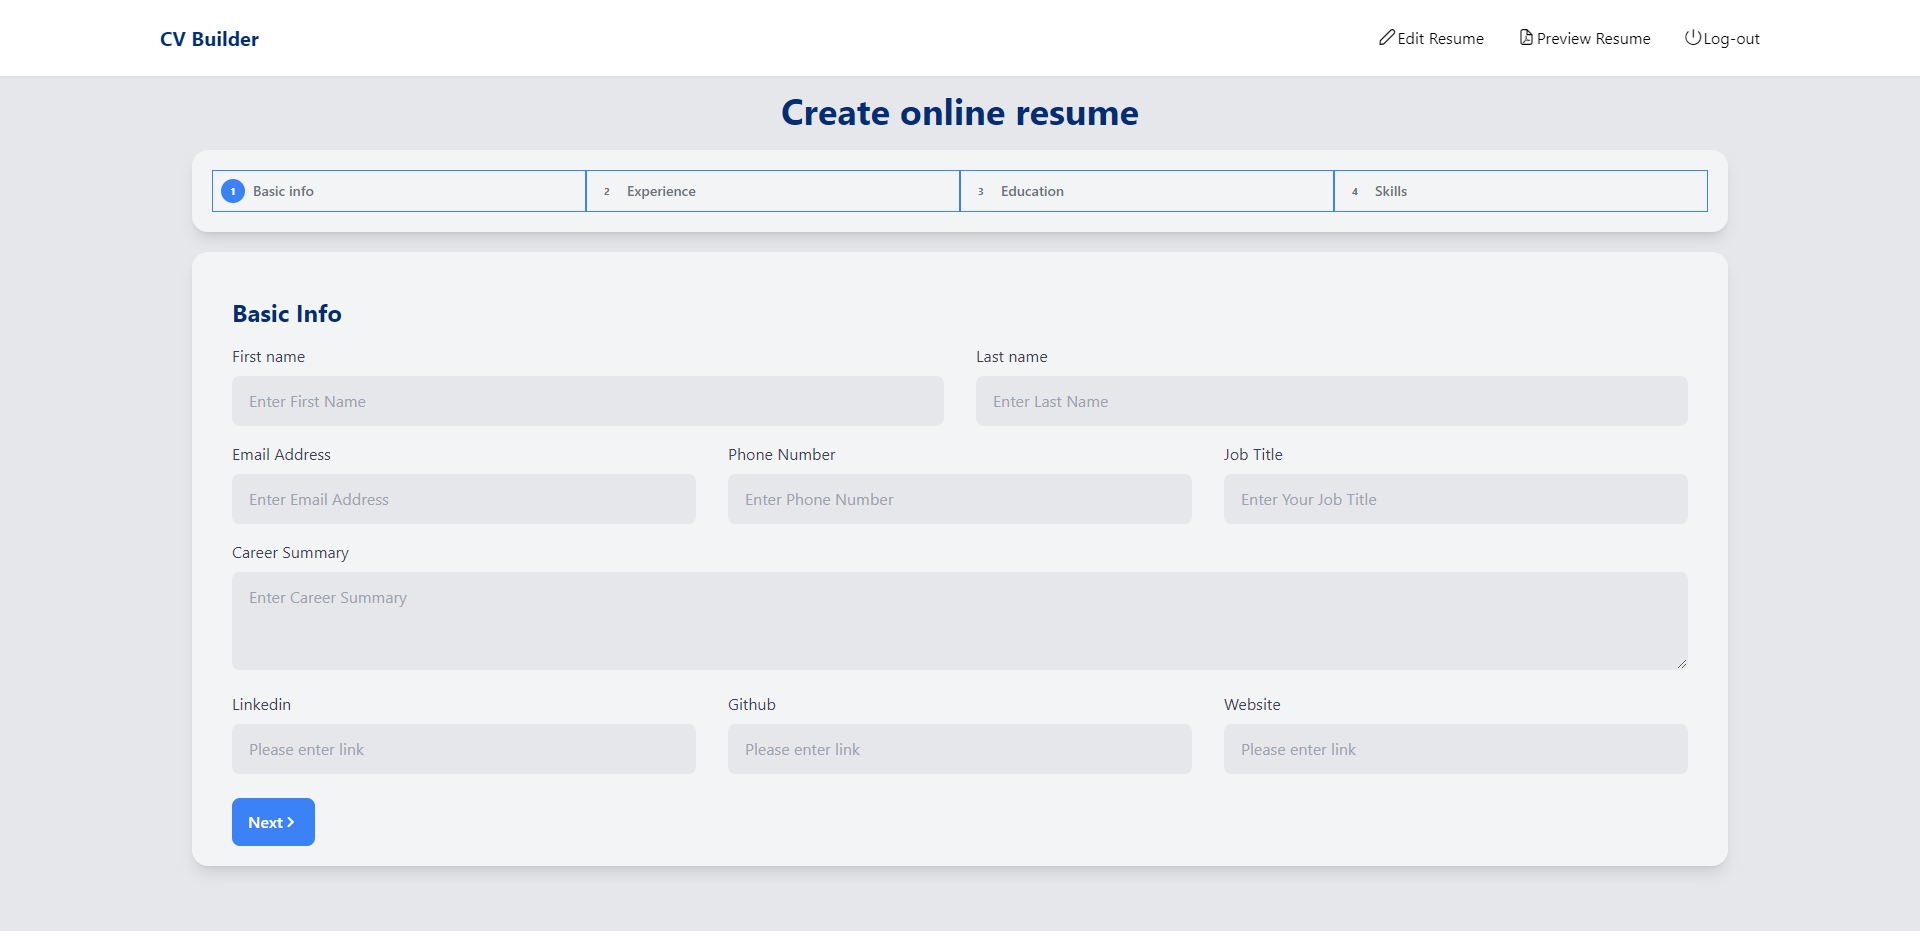 CV Builder
Edit Resume Preview Resume Log-out
Create online resume
1 Basic info 2 Experience 3 Education 4 Skills
Basic Info
First name Last name
Enter First Name Enter Last Name
Email Address Phone Number Job Title
Enter Email Address Enter Phone Number Enter Your Job Title
Career Summary
Enter Career Summary
Linkedin Github Website
Please enter link Please enter link Please enter link
Next